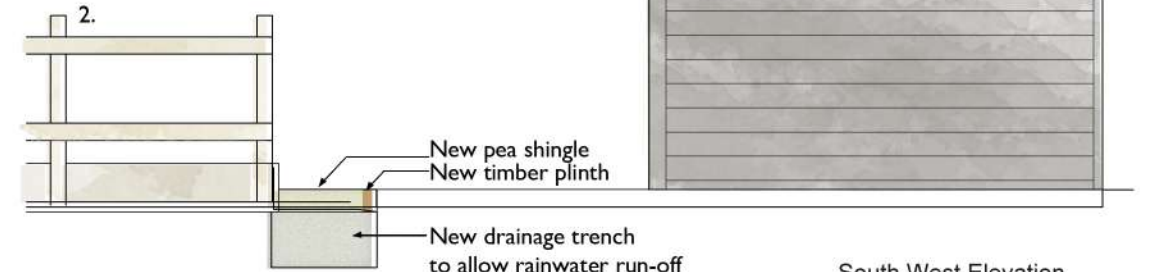 2.
New pea shingle
New timber plinth
New drainage trench
to allow rainwater run-off
South West Elevation